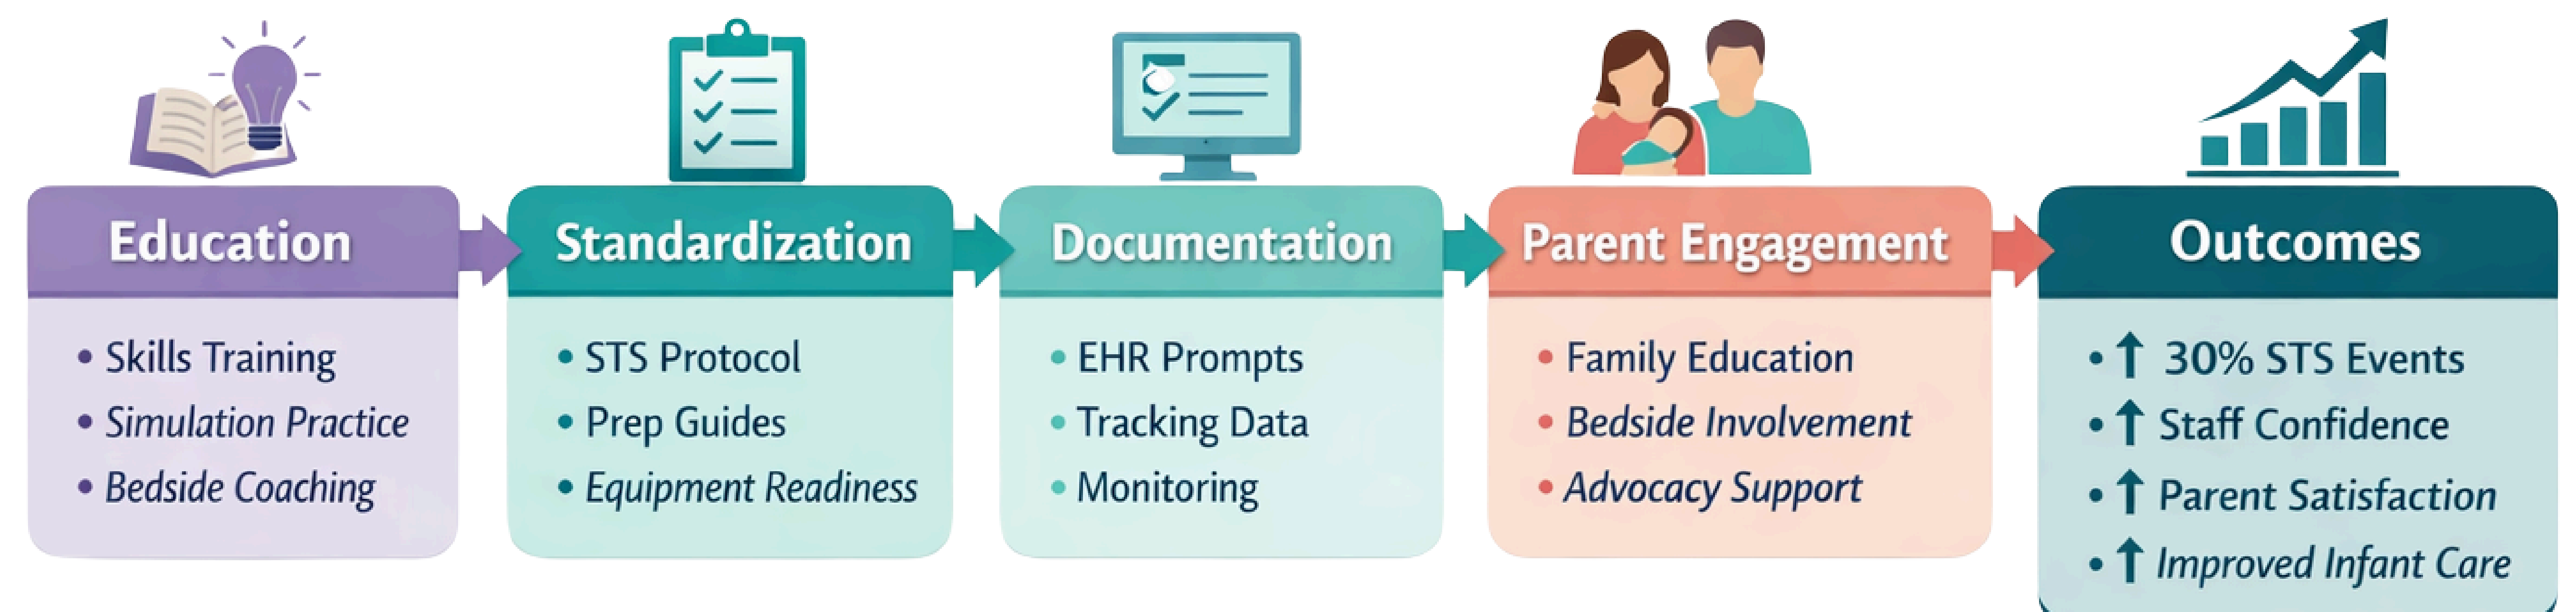 Education
• Skills Training
• Simulation Practice
• Bedside Coaching
Standardization
• STS Protocol
• Prep Guides
• Equipment Readiness
Documentation
• EHR Prompts
• Tracking Data
• Monitoring
Parent Engagement
• Family Education
• Bedside Involvement
• Advocacy Support
Outcomes
• ↑ 30% STS Events
• ↑ Staff Confidence
• ↑ Parent Satisfaction
• ↑ Improved Infant Care